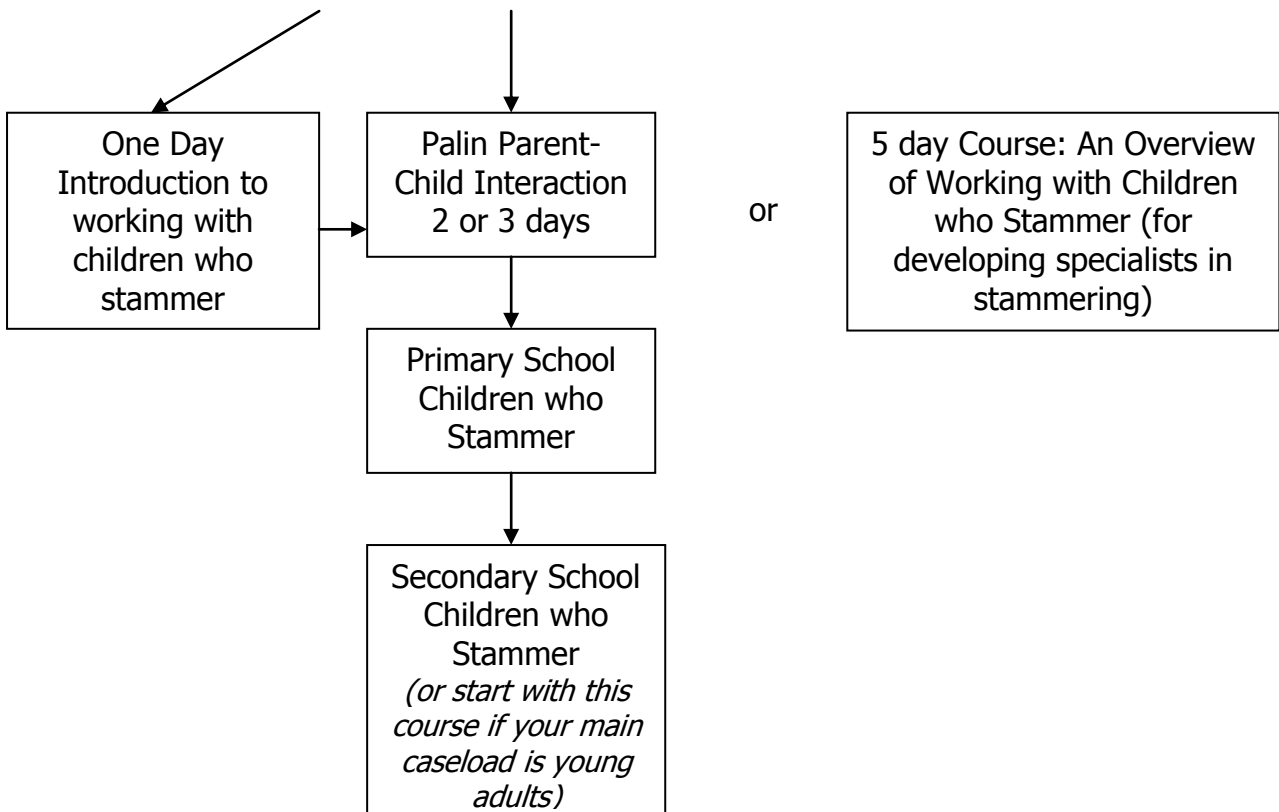 One Day
Introduction to
working with
children who
stammer
Palin Parent-
Child Interaction
2 or 3 days
or
5 day Course: An Overview
of Working with Children
who Stammer (for
developing specialists in
stammering)
Primary School
Children who
Stammer
Secondary School
Children who
Stammer
(or start with this
course if your main
caseload is young
adults)